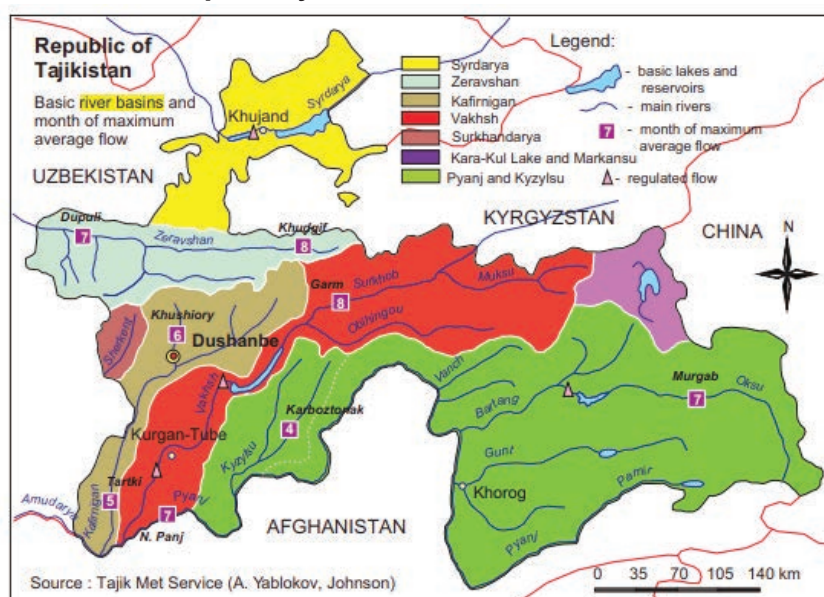 Republic of
Tajikistan
Basic river basins and
month of maximum
average flow
Legend:
Syrdarya
Zeravshan
Kafirnigan
Vakhsh
Surkhandarya
Kara-Kul Lake and Markansu
Pyanj and Kyzylsu
- basic lakes and
reservoirs
- main rivers
7 - month of maximum
average flow
- regulated flow
Khujand
Syrdarya
UZBEKISTAN
KYRGYZSTAN
CHINA
N
Dupuli
7
Zeravshan
Khudgif
8
Garm
8
Surkhob
Muksu
Obihingou
Khushiory
6
Sherkent
Dushanbe
Vakhsh
Vanch
Bartang
Murgab
7
Oksu
Karboztonak
4
Kyzylsu
Kurgan-Tube
Gunt
Pamir
Khorog
Tartki
5
Kafirnigan
Amudarya
Pyanj
7
N. Panj
AFGHANISTAN
Pyanj
Source : Tajik Met Service (A. Yablokov, Johnson)
0 35 70 105 140 km